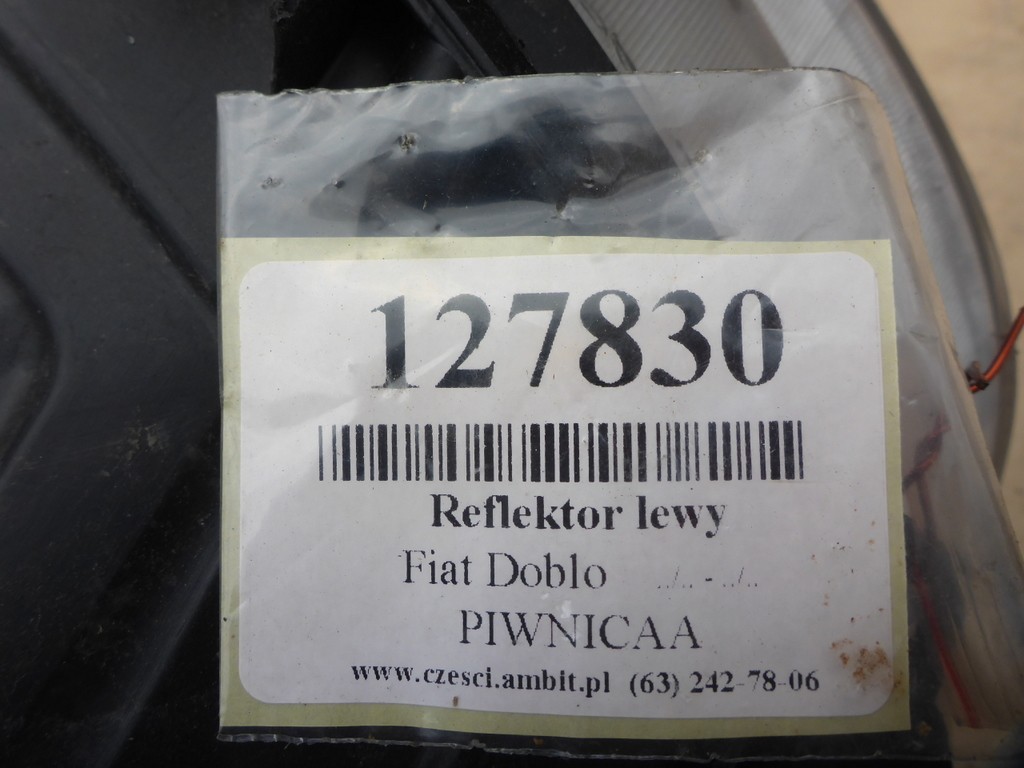 127830
Reflektor lewy
Fiat Doblo ../.. - ../..
PIWNICAA
www.czesci.ambit.pl (63) 242-78-06